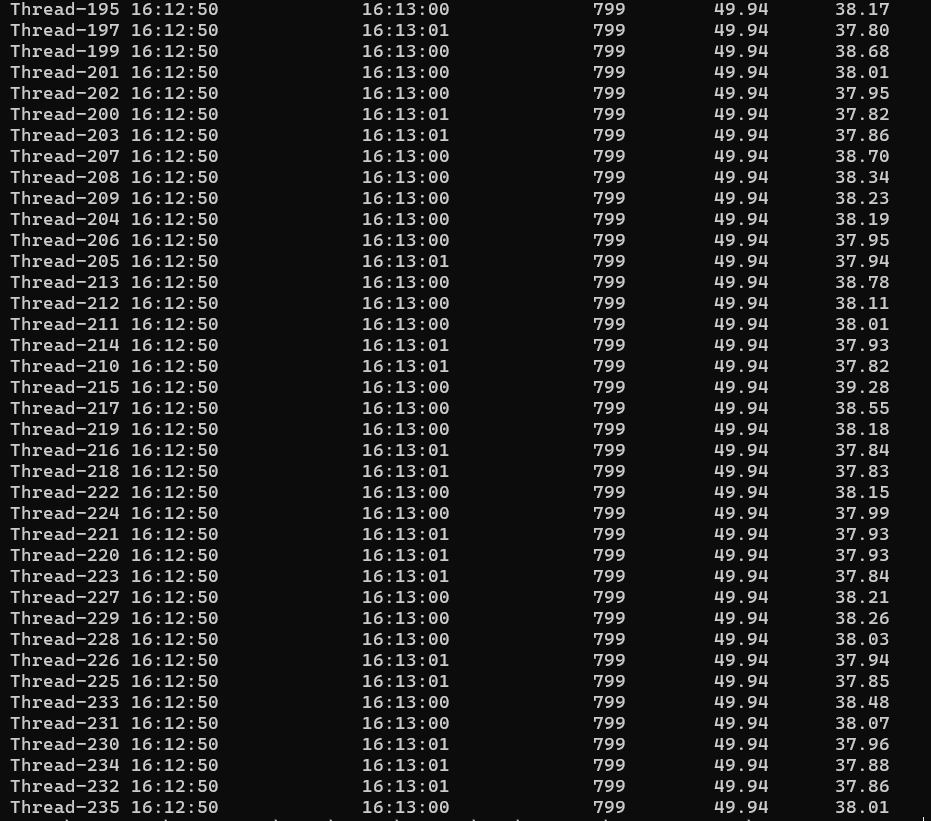 Thread-195 16:12:50 16:13:00 799 49.94 38.17
Thread-197 16:12:50 16:13:01 799 49.94 37.80
Thread-199 16:12:50 16:13:00 799 49.94 38.68
Thread-201 16:12:50 16:13:00 799 49.94 38.01
Thread-202 16:12:50 16:13:00 799 49.94 37.95
Thread-200 16:12:50 16:13:01 799 49.94 37.82
Thread-203 16:12:50 16:13:01 799 49.94 37.86
Thread-207 16:12:50 16:13:00 799 49.94 38.70
Thread-208 16:12:50 16:13:00 799 49.94 38.34
Thread-209 16:12:50 16:13:00 799 49.94 38.23
Thread-204 16:12:50 16:13:00 799 49.94 38.19
Thread-206 16:12:50 16:13:00 799 49.94 37.95
Thread-205 16:12:50 16:13:01 799 49.94 37.94
Thread-213 16:12:50 16:13:00 799 49.94 38.78
Thread-212 16:12:50 16:13:00 799 49.94 38.11
Thread-211 16:12:50 16:13:00 799 49.94 38.01
Thread-214 16:12:50 16:13:01 799 49.94 37.93
Thread-210 16:12:50 16:13:01 799 49.94 37.82
Thread-215 16:12:50 16:13:00 799 49.94 39.28
Thread-217 16:12:50 16:13:00 799 49.94 38.55
Thread-219 16:12:50 16:13:00 799 49.94 38.18
Thread-216 16:12:50 16:13:01 799 49.94 37.84
Thread-218 16:12:50 16:13:01 799 49.94 37.83
Thread-222 16:12:50 16:13:00 799 49.94 38.15
Thread-224 16:12:50 16:13:00 799 49.94 37.99
Thread-221 16:12:50 16:13:01 799 49.94 37.93
Thread-220 16:12:50 16:13:01 799 49.94 37.93
Thread-223 16:12:50 16:13:01 799 49.94 37.84
Thread-227 16:12:50 16:13:00 799 49.94 38.21
Thread-229 16:12:50 16:13:00 799 49.94 38.26
Thread-228 16:12:50 16:13:00 799 49.94 38.03
Thread-226 16:12:50 16:13:01 799 49.94 37.94
Thread-225 16:12:50 16:13:01 799 49.94 37.85
Thread-233 16:12:50 16:13:00 799 49.94 38.48
Thread-231 16:12:50 16:13:00 799 49.94 38.07
Thread-230 16:12:50 16:13:01 799 49.94 37.96
Thread-234 16:12:50 16:13:01 799 49.94 37.88
Thread-232 16:12:50 16:13:01 799 49.94 37.86
Thread-235 16:12:50 16:13:00 799 49.94 38.01